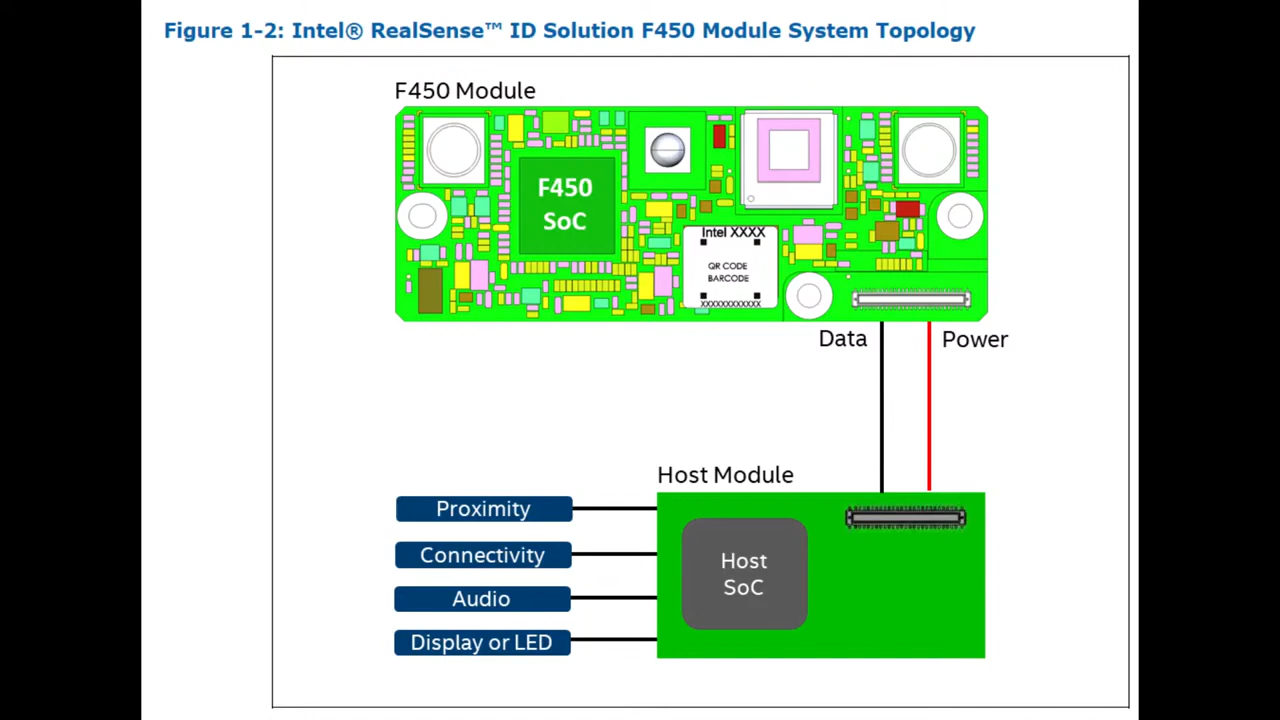 Figure 1-2: Intel® RealSense™ ID Solution F450 Module System Topology
F450 Module
F450
SoC
Intel XXXX
QR CODE
BARCODE
XXXXXXXXXXXX
Data
Power
Host Module
Proximity
Connectivity
Audio
Display or LED
Host
SoC